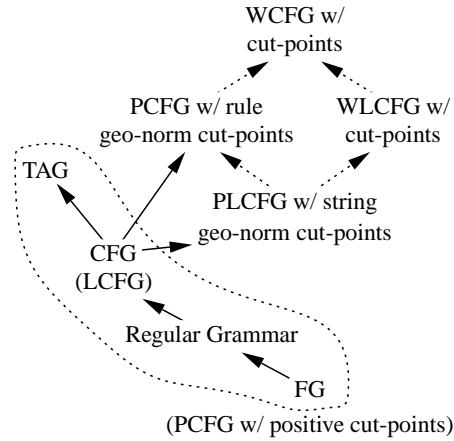 WCFG w/
cut-points
PCFG w/ rule
geo-norm cut-points
WLCFG w/
cut-points
TAG
PLCFG w/ string
geo-norm cut-points
CFG
(LCFG)
Regular Grammar
FG
(PCFG w/ positive cut-points)